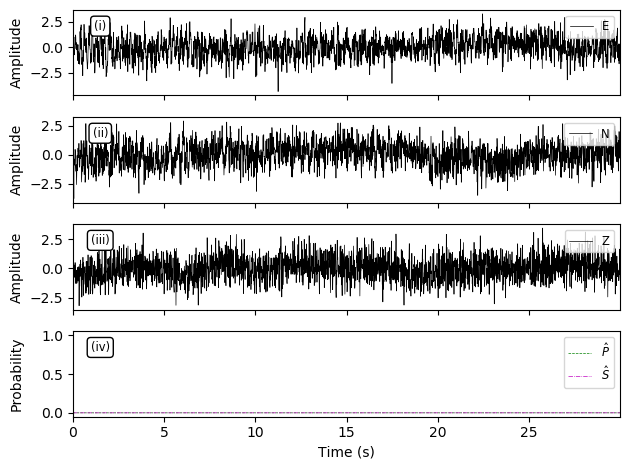 (i)
E
Amplitude
2.5
0.0
−2.5
(ii)
N
Amplitude
2.5
0.0
−2.5
(iii)
Z
Amplitude
2.5
0.0
−2.5
(iv)
P̂
Ŝ
Probability
1.0
0.5
0.0
0 5 10 15 20 25
Time (s)